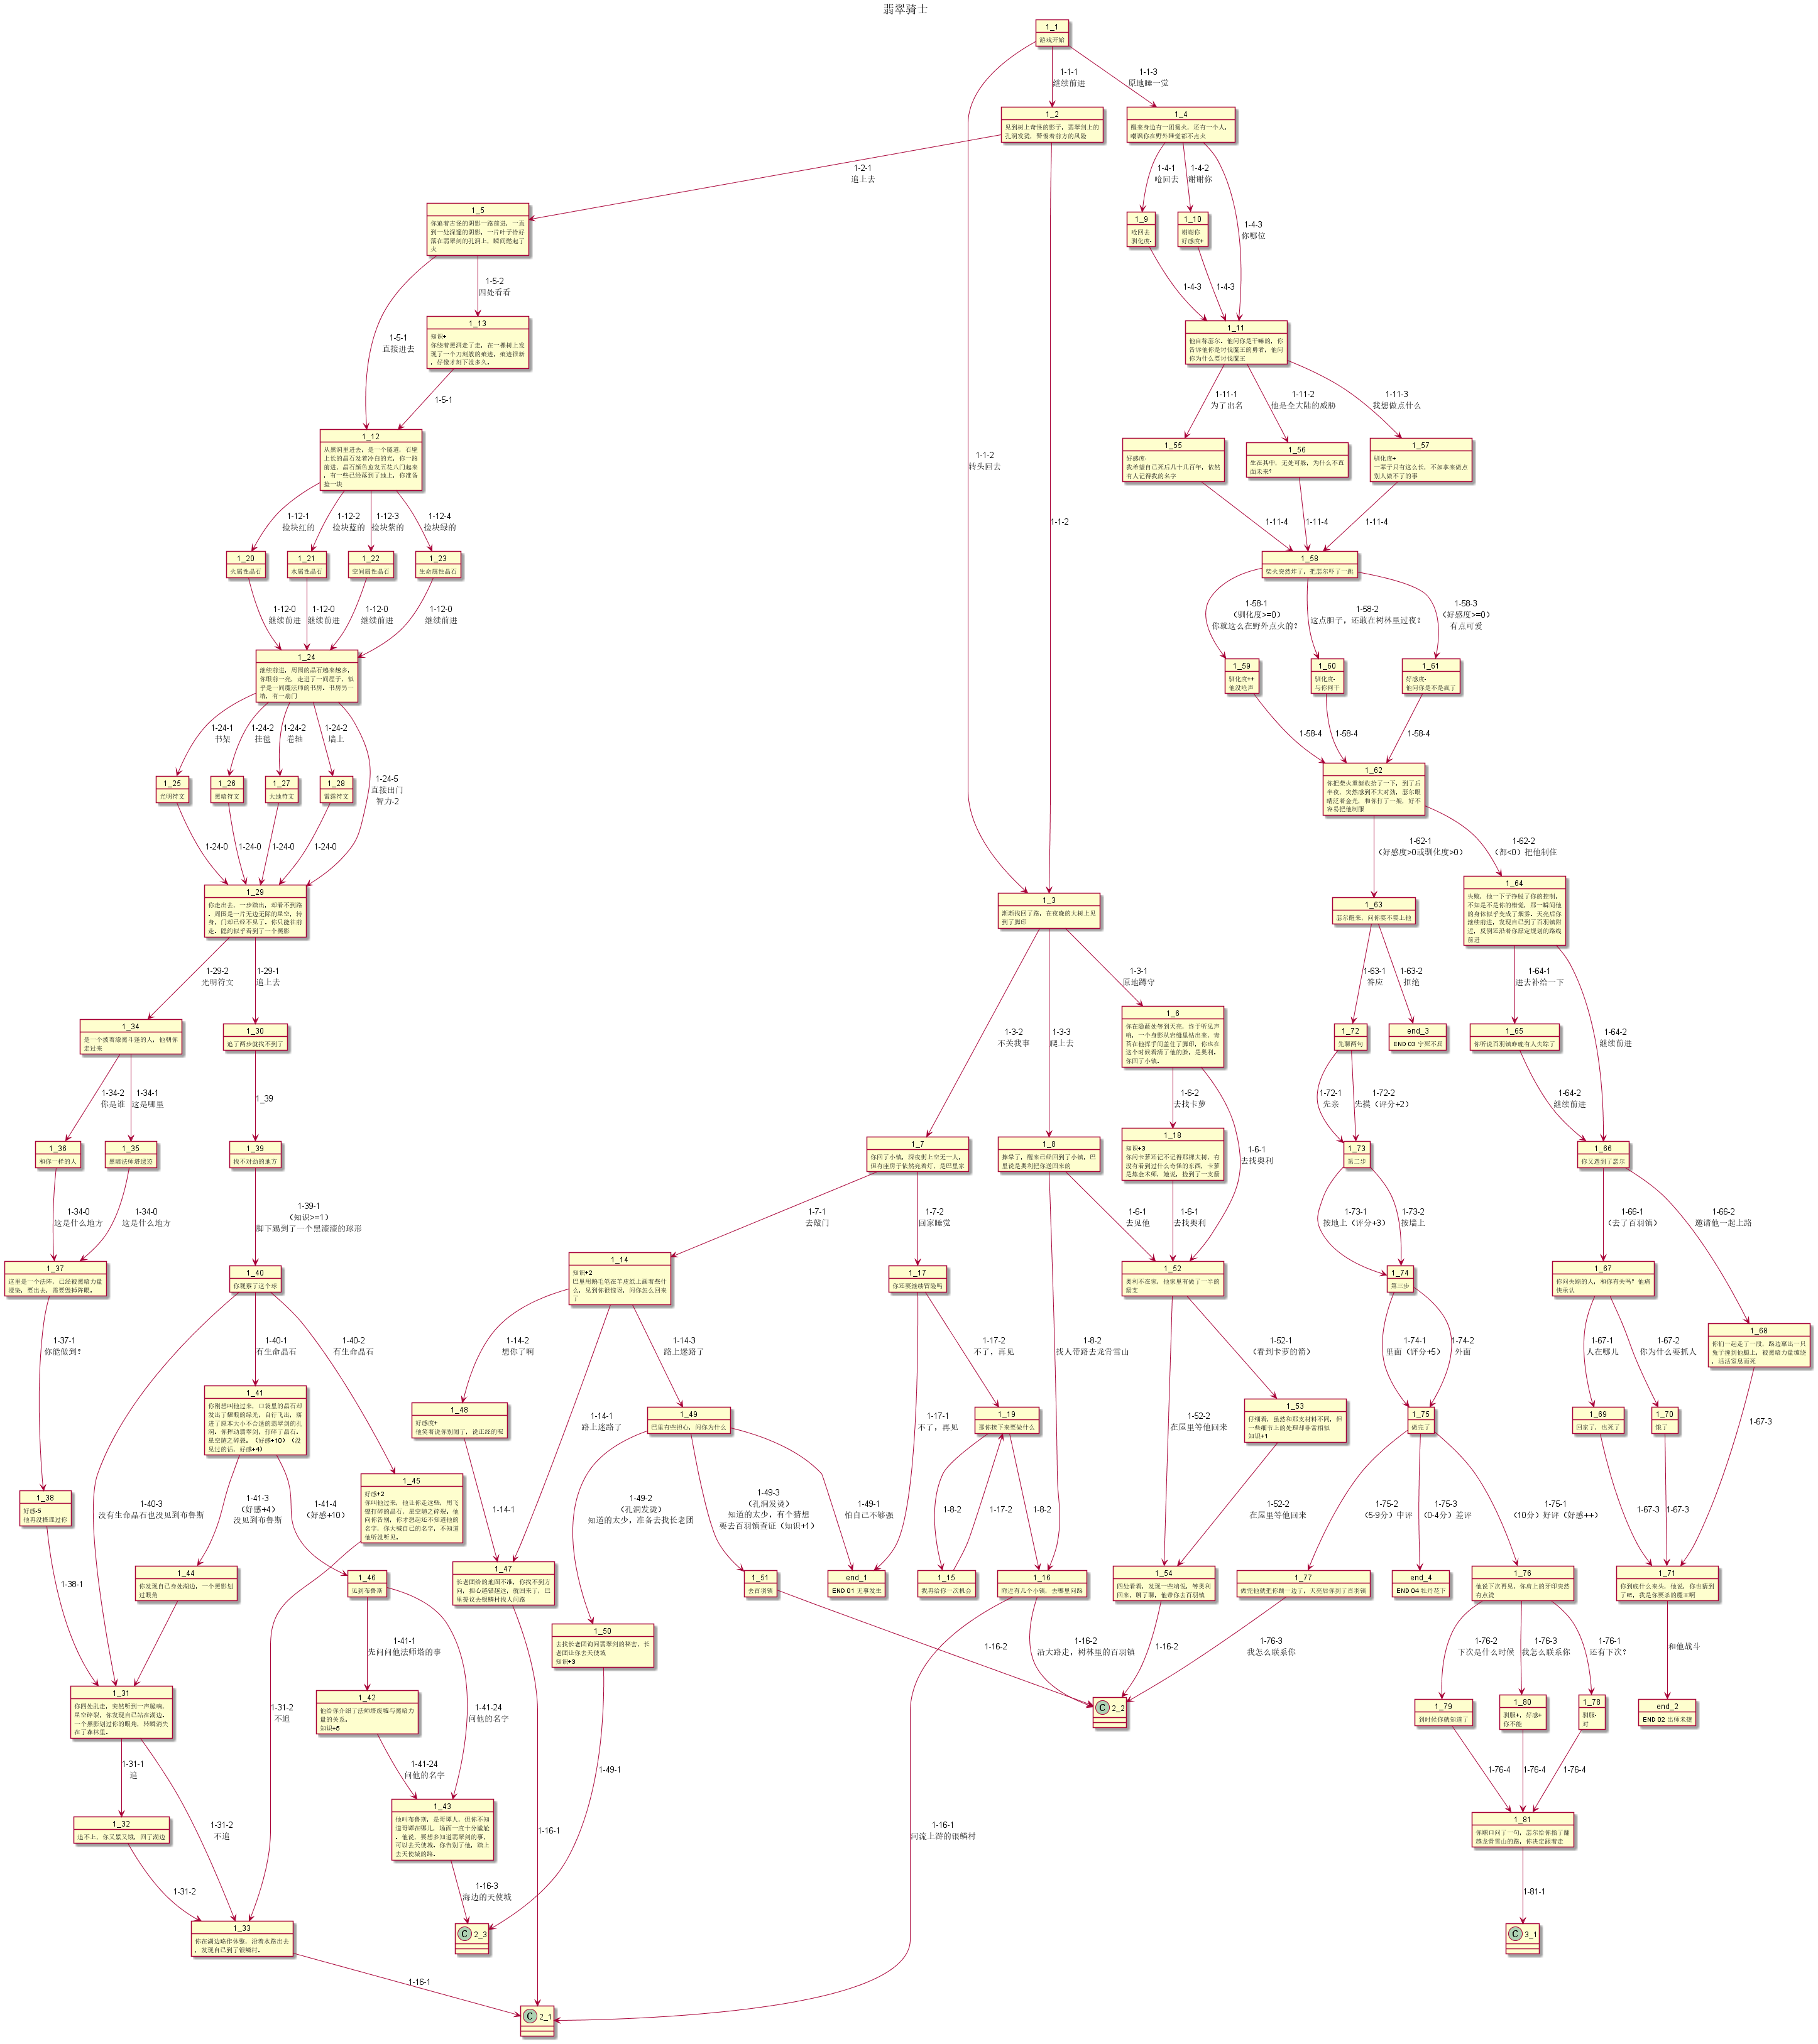 翡翠骑士
1_1
游戏开始
1-1-1
继续前进
1-1-3
原地睡一觉
1_2
见到树上奇怪的影子，翡翠剑上的
孔洞发烫，警惕着前方的风险
1_4
醒来身边有一团篝火，还有一个人，
嘲讽你在野外睡觉都不点火
1-2-1
追上去
1-4-1
呛回去
1-4-2
谢谢你
1-4-3
你哪位
1_5
你追着古怪的阴影一路前进，一直
到一处深邃的阴影，一片叶子恰好
落在翡翠剑的孔洞上，瞬间燃起了
火
1_9
呛回去
驯化度-
1_10
谢谢你
好感度+
1-5-1
直接进去
1-5-2
四处看看
1-4-3
1-4-3
1_13
知识+
你绕着黑洞走了走，在一棵树上发
现了一个刀刻般的痕迹，痕迹很新
，好像才刻下没多久。
1_11
他自称瑟尔。他问你是干嘛的，你
告诉他你是讨伐魔王的勇者，他问
你为什么要讨伐魔王
1-5-1
1-11-1
为了出名
1-11-2
他是全大陆的威胁
1-11-3
我想做点什么
1_12
从黑洞里进去，是一个隧道，石壁
上长的晶石发着冷白的光，你一路
前进，晶石颜色愈发五花八门起来
，有一些已经落到了地上，你准备
捡一块
1-1-2
转头回去
1_55
好感度-
我希望自己死后几十几百年，依然
有人记得我的名字
1_56
生在其中，无处可躲，为什么不直
面未来？
1_57
驯化度+
一辈子只有这么长，不如拿来做点
别人做不了的事
1-12-1
捡块红的
1-12-2
捡块蓝的
1-12-3
捡块紫的
1-12-4
捡块绿的
1-1-2
1-11-4
1-11-4
1-11-4
1_20
火属性晶石
1_21
水属性晶石
1_22
空间属性晶石
1_23
生命属性晶石
1_58
柴火突然炸了，把瑟尔吓了一跳
1-12-0
继续前进
1-12-0
继续前进
1-12-0
继续前进
1-12-0
继续前进
1-58-1
（驯化度>=0）
你就这么在野外点火的？
1-58-2
这点胆子，还敢在树林里过夜？
1-58-3
（好感度>=0）
有点可爱
1_24
继续前进，周围的晶石越来越多，
你眼前一亮，走进了一间屋子，似
乎是一间魔法师的书房。书房另一
端，有一扇门
1_59
驯化度++
他没吭声
1_60
驯化度-
与你何干
1_61
好感度-
他问你是不是疯了
1-24-1
书架
1-24-2
挂毯
1-24-2
卷轴
1-24-2
墙上
1-24-5
直接出门
智力-2
1-58-4
1-58-4
1-58-4
1_25
光明符文
1_26
黑暗符文
1_27
大地符文
1_28
雷霆符文
1_62
你把柴火重新收拾了一下，到了后
半夜，突然感到不大对劲，瑟尔眼
睛泛着金光，和你打了一架，好不
容易把他制服
1-24-0
1-24-0
1-24-0
1-24-0
1-62-1
（好感度>0或驯化度>0）
1-62-2
（都<0）把他制住
1_29
你走出去，一步踏出，却看不到路
，周围是一片无边无际的星空，转
身，门却已经不见了。你只能往前
走。隐约似乎看到了一个黑影
1_3
渐渐找回了路，在夜晚的大树上见
到了脚印
1_63
瑟尔醒来，问你要不要上他
1_64
失败，他一下子挣脱了你的控制，
不知是不是你的错觉，那一瞬间他
的身体似乎变成了烟雾。天亮后你
继续前进，发现自己到了百羽镇附
近，反倒还沿着你原定规划的路线
前进
1-29-2
光明符文
1-29-1
追上去
1-3-1
原地蹲守
1-63-1
答应
1-63-2
拒绝
1-64-1
进去补给一下
1_34
是一个披着漆黑斗篷的人，他朝你
走过来
1_30
追了两步就找不到了
1-3-2
不关我事
1-3-3
爬上去
1_6
你在隐蔽处等到天亮，终于听见声
响，一个身影从岩缝里钻出来，青
苔在他挥手间盖住了脚印，你也在
这个时候看清了他的脸，是奥利。
你回了小镇。
1_72
先聊两句
end_3
END 03 宁死不屈
1_65
你听说百羽镇昨晚有人失踪了
1-64-2
继续前进
1-34-2
你是谁
1-34-1
这是哪里
1_39
1-6-2
去找卡萝
1-72-1
先亲
1-72-2
先摸（评分+2）
1-64-2
继续前进
1_36
和你一样的人
1_35
黑暗法师塔遗迹
1_39
找不对劲的地方
1_7
你回了小镇，深夜街上空无一人，
但有座房子依然亮着灯，是巴里家
1_8
摔晕了，醒来已经回到了小镇，巴
里说是奥利把你送回来的
1_18
知识+3
你问卡萝还记不记得那棵大树，有
没有看到过什么奇怪的东西，卡萝
是炼金术师，她说，捡到了一支箭
1-6-1
去找奥利
1_73
第二步
1_66
你又遇到了瑟尔
1-34-0
这是什么地方
1-34-0
这是什么地方
1-39-1
（知识>=1）
脚下踢到了一个黑漆漆的球形
1-7-1
去敲门
1-7-2
回家睡觉
1-6-1
去见他
1-6-1
去找奥利
1-73-1
按地上（评分+3）
1-73-2
按墙上
1-66-1
（去了百羽镇）
1-66-2
邀请他一起上路
1_37
这里是一个法阵，已经被黑暗力量
浸染，要出去，需要毁掉阵眼。
1_40
你观察了这个球
1_14
知识+2
巴里用鹅毛笔在羊皮纸上画着些什
么，见到你很惊讶，问你怎么回来
了
1_17
你还要继续冒险吗
1_52
奥利不在家。他家里有做了一半的
箭支
1_74
第三步
1_67
你问失踪的人，和你有关吗？他痛
快承认
1-37-1
你能做到？
1-40-1
有生命晶石
1-40-2
有生命晶石
1-14-2
想你了啊
1-14-3
路上迷路了
1-17-2
不了，再见
1-8-2
找人带路去龙骨雪山
1-52-1
（看到卡萝的箭）
1-74-1
里面（评分+5）
1-74-2
外面
1-67-1
人在哪儿
1-67-2
你为什么要抓人
1_68
你们一起走了一段，路边窜出一只
兔子撞到他腿上，被黑暗力量缠绕
，活活窒息而死
1_41
你刚想叫他过来，口袋里的晶石却
发出了耀眼的绿光，自行飞出，落
进了原本大小不合适的翡翠剑的孔
洞，你挥动翡翠剑，打碎了晶石，
星空随之碎裂。（好感+10）（没
见过的话，好感+4）
1_48
好感度+
他笑着说你别闹了，说正经的呢
1-14-1
路上迷路了
1_49
巴里有些担心，问你为什么
1-17-1
不了，再见
1_19
那你接下来要做什么
1-52-2
在屋里等他回来
1_53
仔细看，虽然和那支材料不同，但
一些细节上的处理却非常相似
知识+1
1_75
做完了
1_69
回家了，也死了
1_70
饿了
1-67-3
1_38
好感-5
他再没搭理过你
1-40-3
没有生命晶石也没见到布鲁斯
1-41-3
（好感+4）
没见到布鲁斯
1-41-4
（好感+10）
1_45
好感+2
你叫他过来，他让你走远些，用飞
镖打碎的晶石，星空随之碎裂。他
向你告别，你才想起还不知道他的
名字，你大喊自己的名字，不知道
他听没听见。
1-14-1
1-49-2
（孔洞发烫）
知道的太少，准备去找长老团
1-49-3
（孔洞发烫）
知道的太少，有个猜想
要去百羽镇查证（知识+1）
1-49-1
怕自己不够强
1-8-2
1-17-2
1-8-2
1-52-2
在屋里等他回来
1-75-2
（5-9分）中评
1-75-3
（0-4分）差评
1-75-1
（10分）好评（好感++）
1-67-3
1-67-3
1-38-1
1_44
你发现自己身处湖边，一个黑影划
过眼角
1_46
见到布鲁斯
1_47
长老团给的地图不准，你找不到方
向，担心越错越远，就回来了，巴
里提议去银鳞村找人问路
1_51
去百羽镇
end_1
END 01 无事发生
1_15
我再给你一次机会
1_16
附近有几个小镇，去哪里问路
1_54
四处看看，发现一些暗倪，等奥利
回来，聊了聊，他带你去百羽镇
1_77
做完他就把你踹一边了，天亮后你到了百羽镇
end_4
END 04 牡丹花下
1_76
他说下次再见，你肩上的牙印突然
有点烫
1_71
你到底什么来头，他说，你也猜到
了吧，我是你要杀的魔王啊
1-41-1
先问问他法师塔的事
1_50
去找长老团询问翡翠剑的秘密，长
老团让你去天使城
知识+3
1-16-2
1-16-2
沿大路走，树林里的百羽镇
1-16-2
1-76-3
我怎么联系你
1-76-2
下次是什么时候
1-76-3
我怎么联系你
1-76-1
还有下次？
和他战斗
1_31
你四处乱走，突然听到一声脆响，
星空碎裂，你发现自己站在湖边。
一个黑影划过你的眼角，转瞬消失
在了森林里。
1-31-2
不追
1_42
他给你介绍了法师塔废墟与黑暗力
量的关系。
知识+5
1-41-24
问他的名字
2_2
1_79
到时候你就知道了
1_80
驯服+，好感+
你不能
1_78
驯服-
对
end_2
END 02 出师未捷
1-31-1
追
1-41-24
问他的名字
1-49-1
1-76-4
1-76-4
1-76-4
1_32
追不上，你又累又饿，回了湖边
1-31-2
不追
1_43
他叫布鲁斯，是哥谭人，但你不知
道哥谭在哪儿，场面一度十分尴尬
。他说，要想多知道翡翠剑的事，
可以去天使城。你告别了他，踏上
去天使城的路。
1-16-1
1-16-1
河流上游的银鳞村
1_81
你顺口问了一句，瑟尔给你指了翻
越龙骨雪山的路，你决定跟着走
1-31-2
1-16-3
海边的天使城
1-81-1
1_33
你在湖边略作休整，沿着水路出去
，发现自己到了银鳞村。
2_3
3_1
1-16-1
2_1